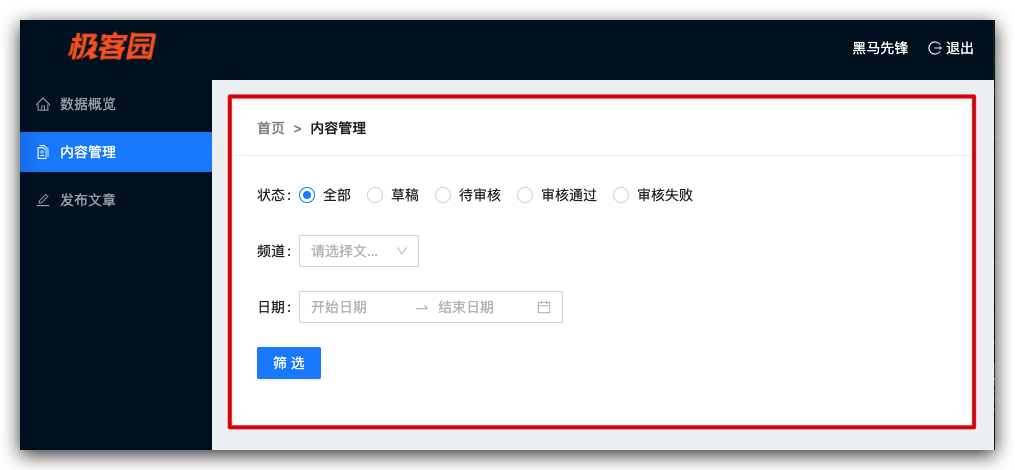 极客园
黑马先锋 退出
数据概览
内容管理
发布文章
首页 > 内容管理
状态: 全部 草稿 待审核 审核通过 审核失败
频道: 请选择文...
日期: 开始日期 → 结束日期
筛 选